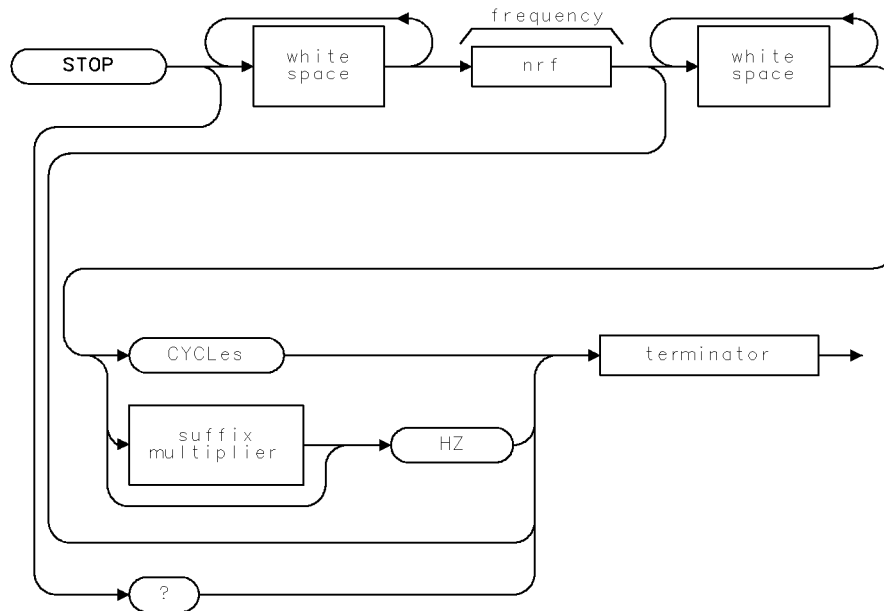 frequency
STOP
white
space
nrf
white
space
CYCLes
terminator
suffix
multiplier
HZ
?